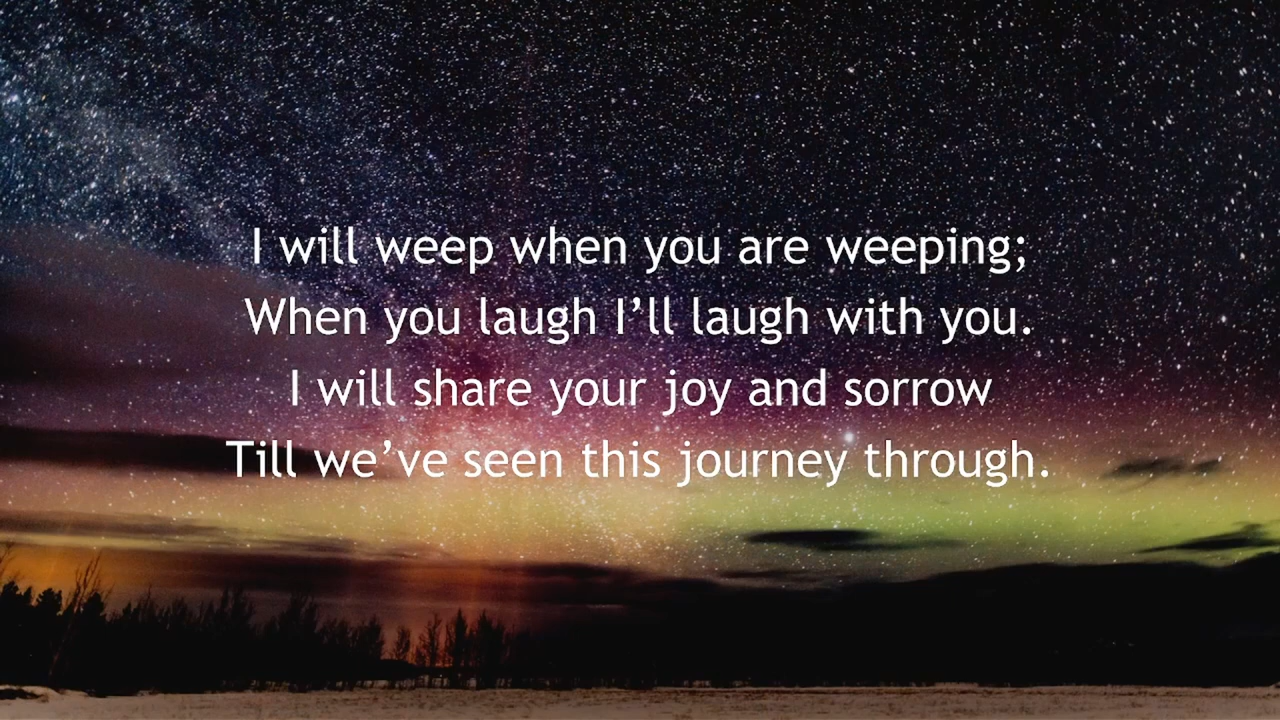 I will weep when you are weeping;
When you laugh I’ll laugh with you.
I will share your joy and sorrow
Till we’ve seen this journey through.